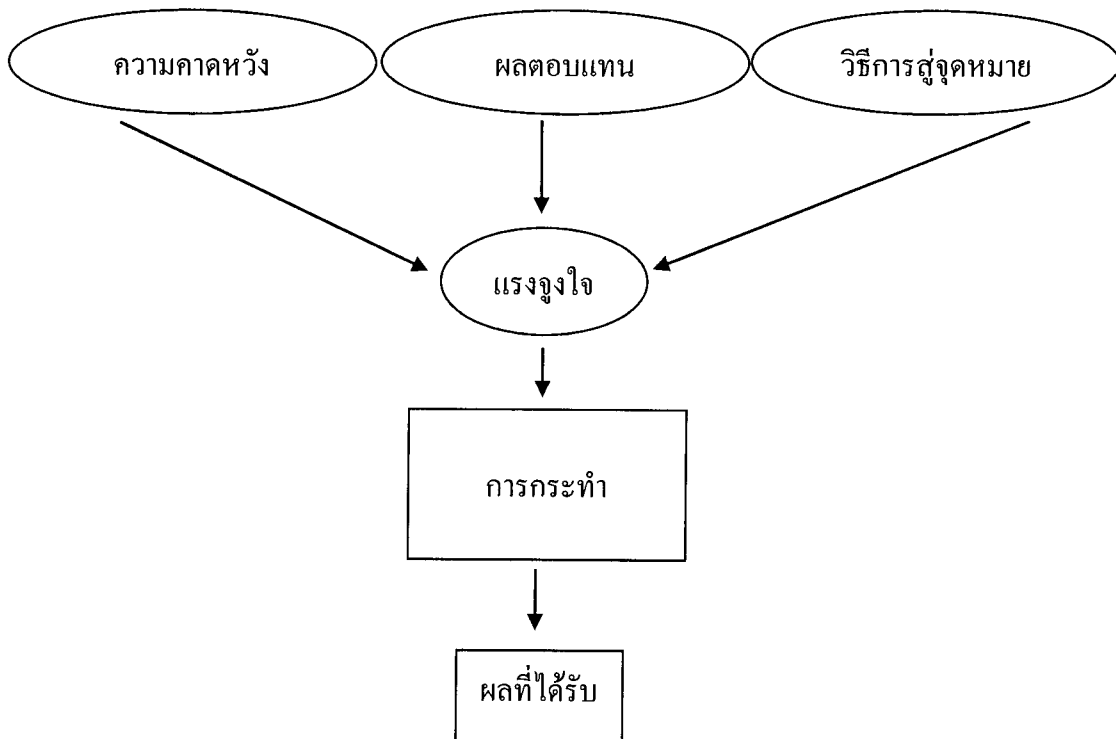 ความคาดหวัง
ผลตอบแทน
วิธีการสู่จุดหมาย
แรงจูงใจ
การกระทำ
ผลที่ได้รับ